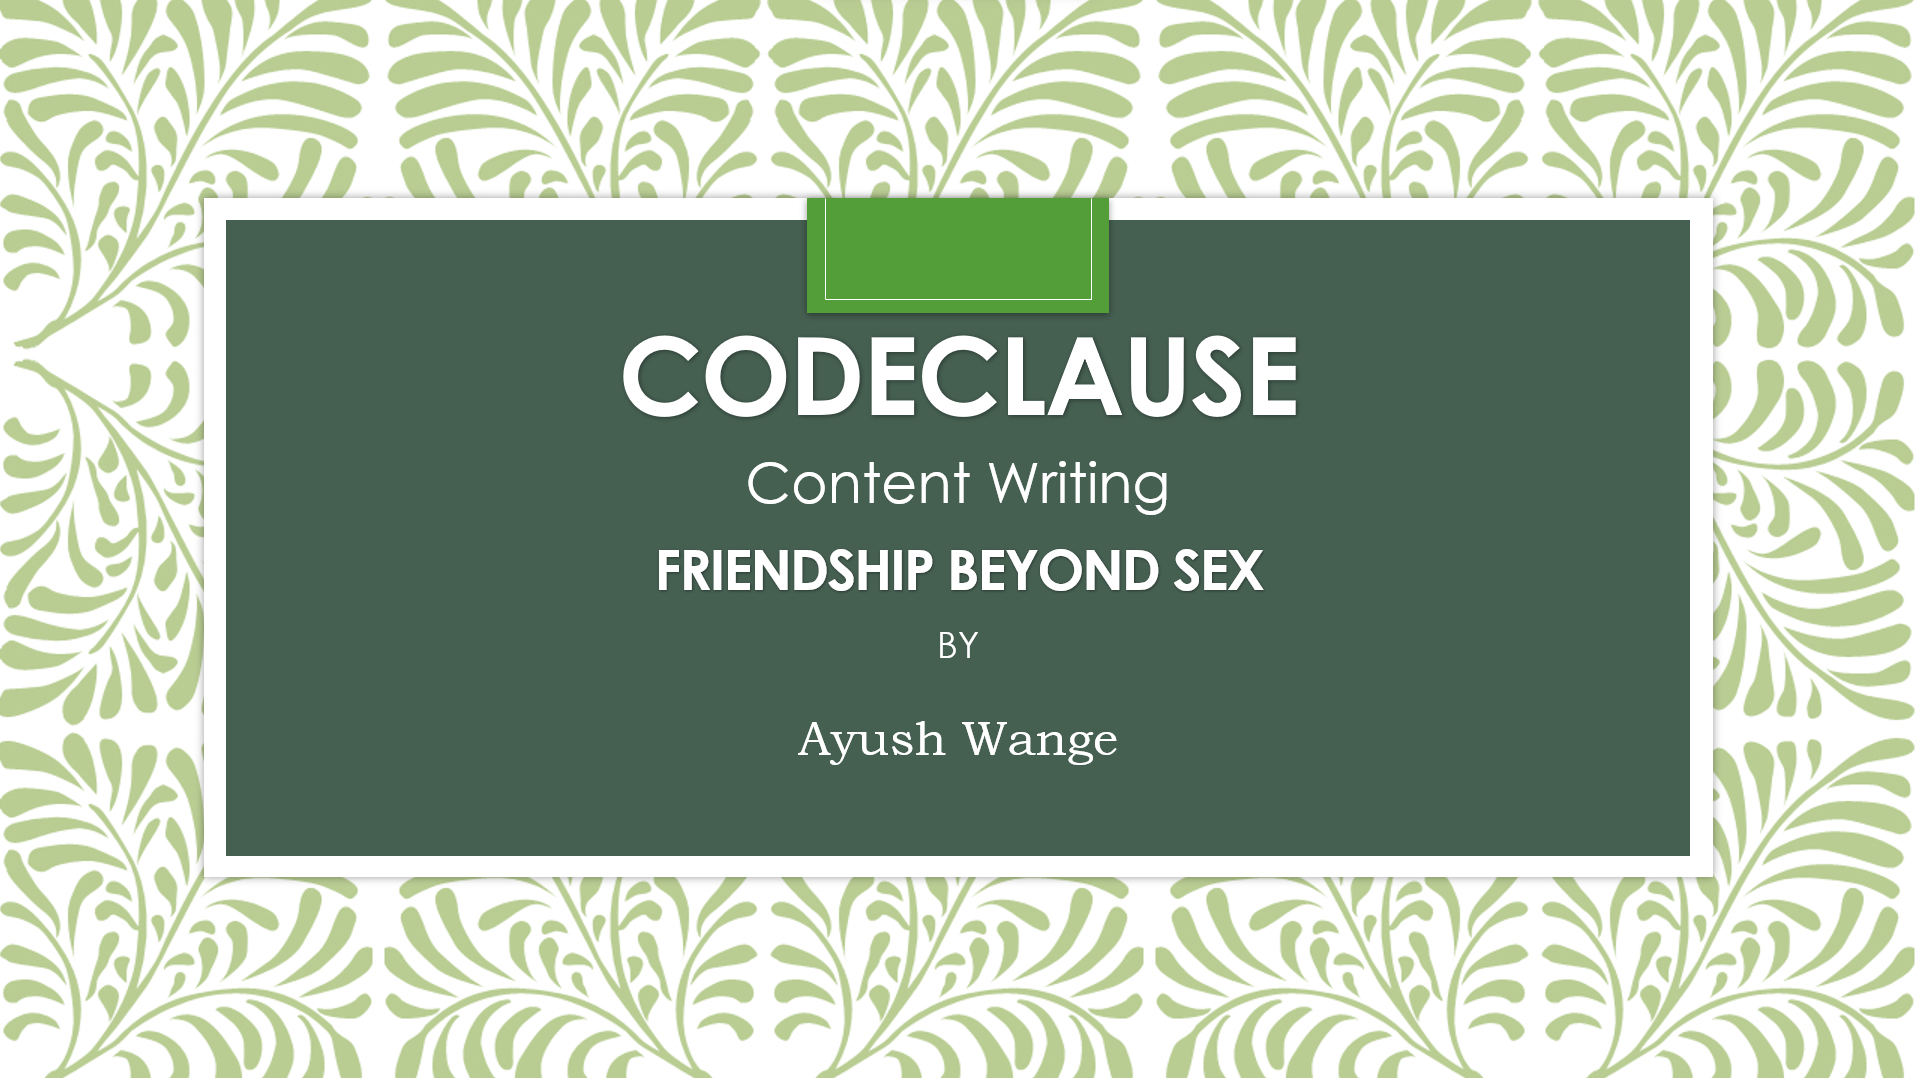 CODECLAUSE
Content Writing
FRIENDSHIP BEYOND SEX
BY
Ayush Wange